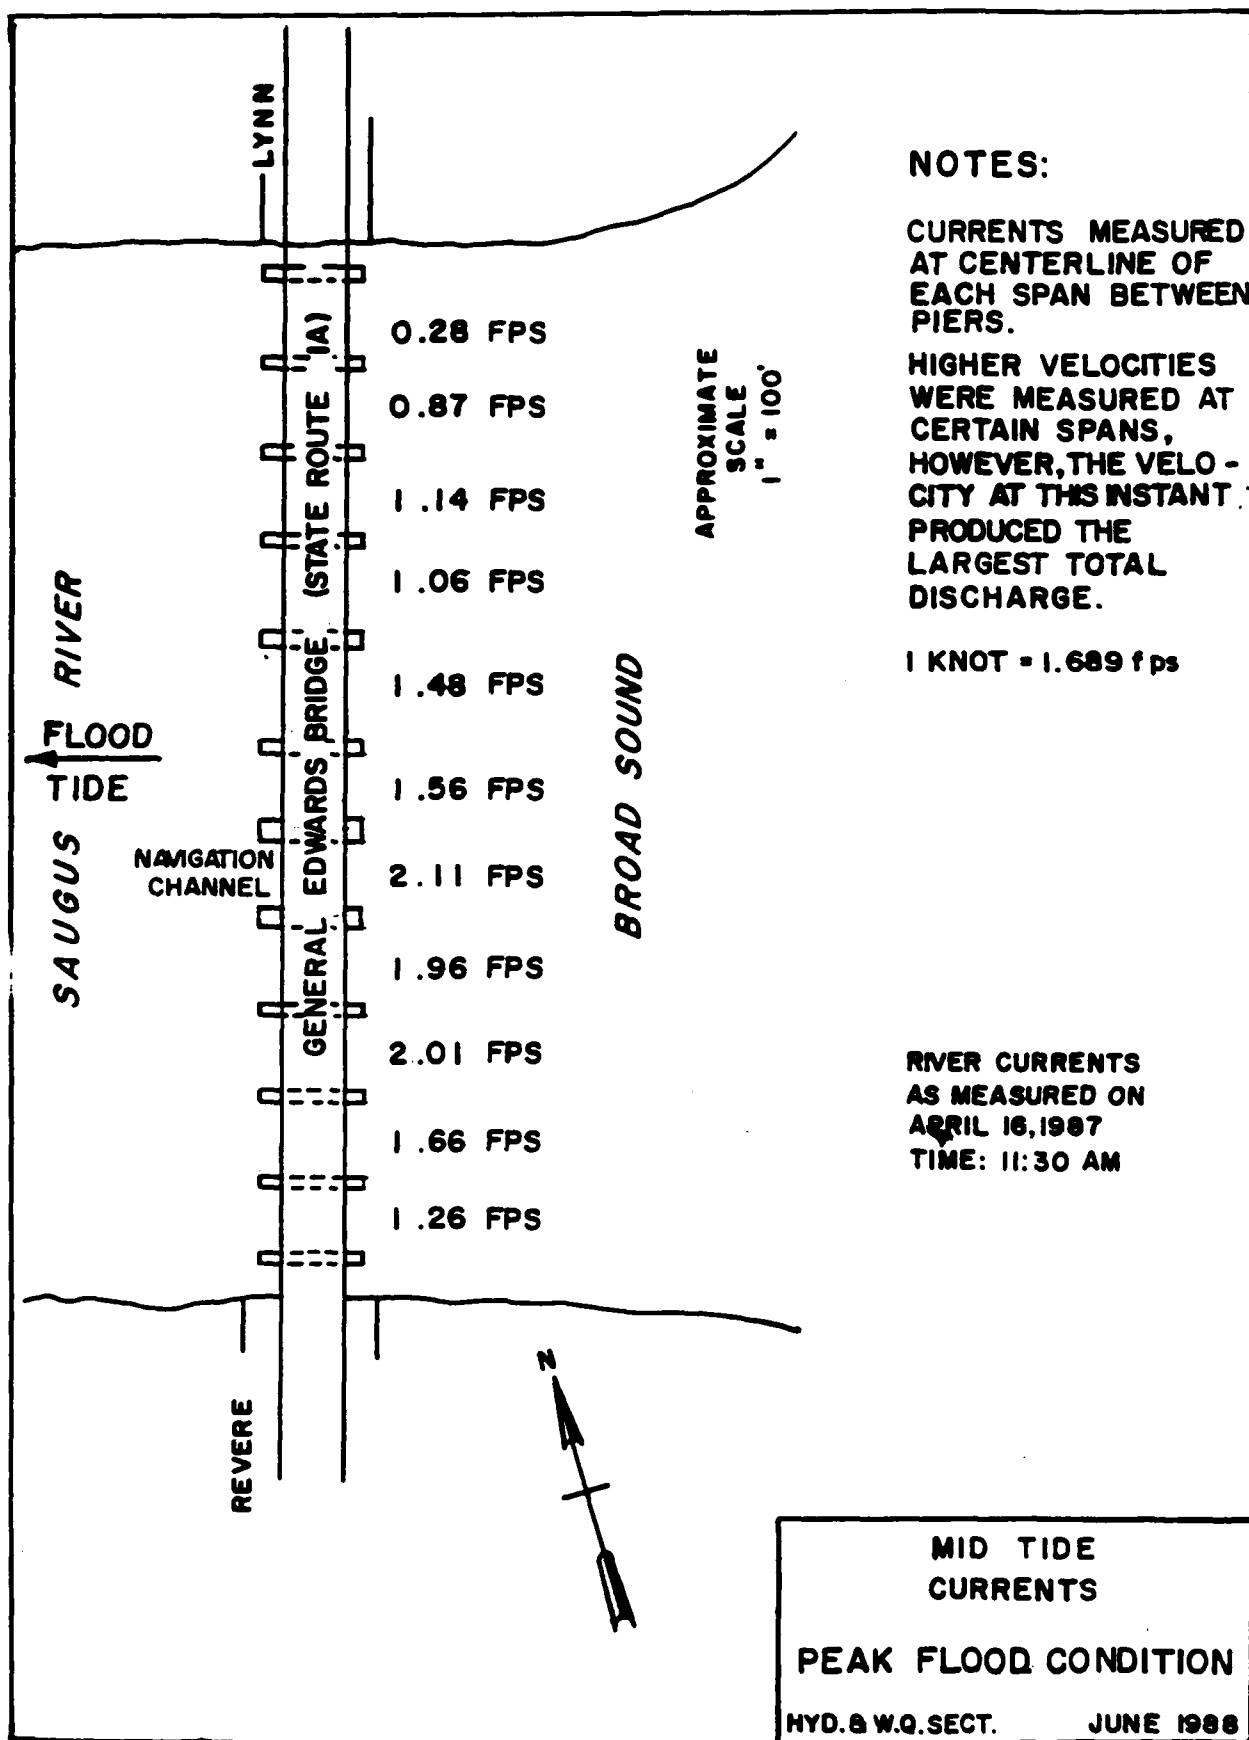 LYNN
GENERAL EDWARDS BRIDGE (STATE ROUTE 1A)
0.28 FPS
0.87 FPS
1.14 FPS
1.06 FPS
1.48 FPS
1.56 FPS
2.11 FPS
1.96 FPS
2.01 FPS
1.66 FPS
1.26 FPS
SAUGUS RIVER
FLOOD
TIDE
NAVIGATION
CHANNEL
BROAD SOUND
APPROXIMATE
SCALE
1" = 100'
REVERE
N
NOTES:
CURRENTS MEASURED
AT CENTERLINE OF
EACH SPAN BETWEEN
PIERS.
HIGHER VELOCITIES
WERE MEASURED AT
CERTAIN SPANS,
HOWEVER, THE VELO-
CITY AT THIS INSTANT
PRODUCED THE
LARGEST TOTAL
DISCHARGE.
1 KNOT = 1.689 fps
RIVER CURRENTS
AS MEASURED ON
APRIL 16, 1987
TIME: 11:30 AM
MID TIDE
CURRENTS
PEAK FLOOD CONDITION
HYD. & W.Q. SECT. JUNE 1988